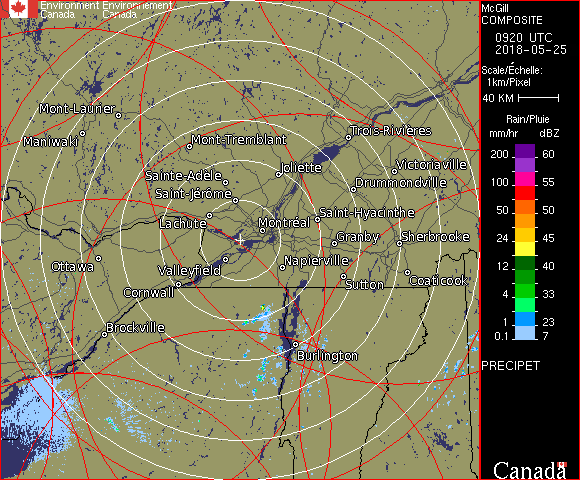 Environment Environnement
Canada Canada
McGill
COMPOSITE
0920 UTC
2018-05-25
Scale/Échelle:
1km/Pixel
40 KM
Rain/Pluie
mm/hr dBZ
200 60
100 55
50 50
24 45
12 40
4 33
1 23
0.1 7
PRECIPET
Canada
Mont-Laurier
Maniwaki
Mont-Tremblant
Trois-Rivières
Joliette
Victoriaville
Sainte-Adèle
Drummondville
Saint-Jérôme
Saint-Hyacinthe
Lachute
Montréal
Granby
Sherbrooke
Ottawa
Valleyfield
Napierville
Coaticook
Cornwall
Sutton
Brockville
Burlington